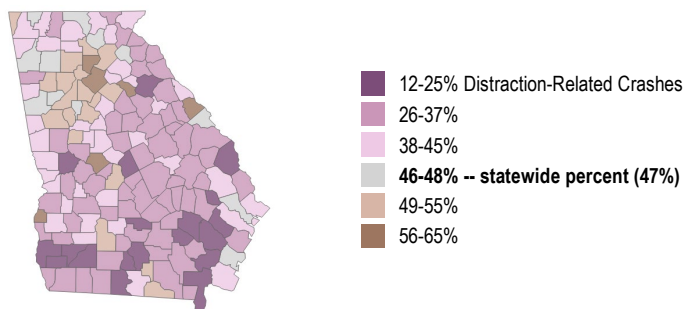 12-25% Distraction-Related Crashes
26-37%
38-45%
46-48% -- statewide percent (47%)
49-55%
56-65%